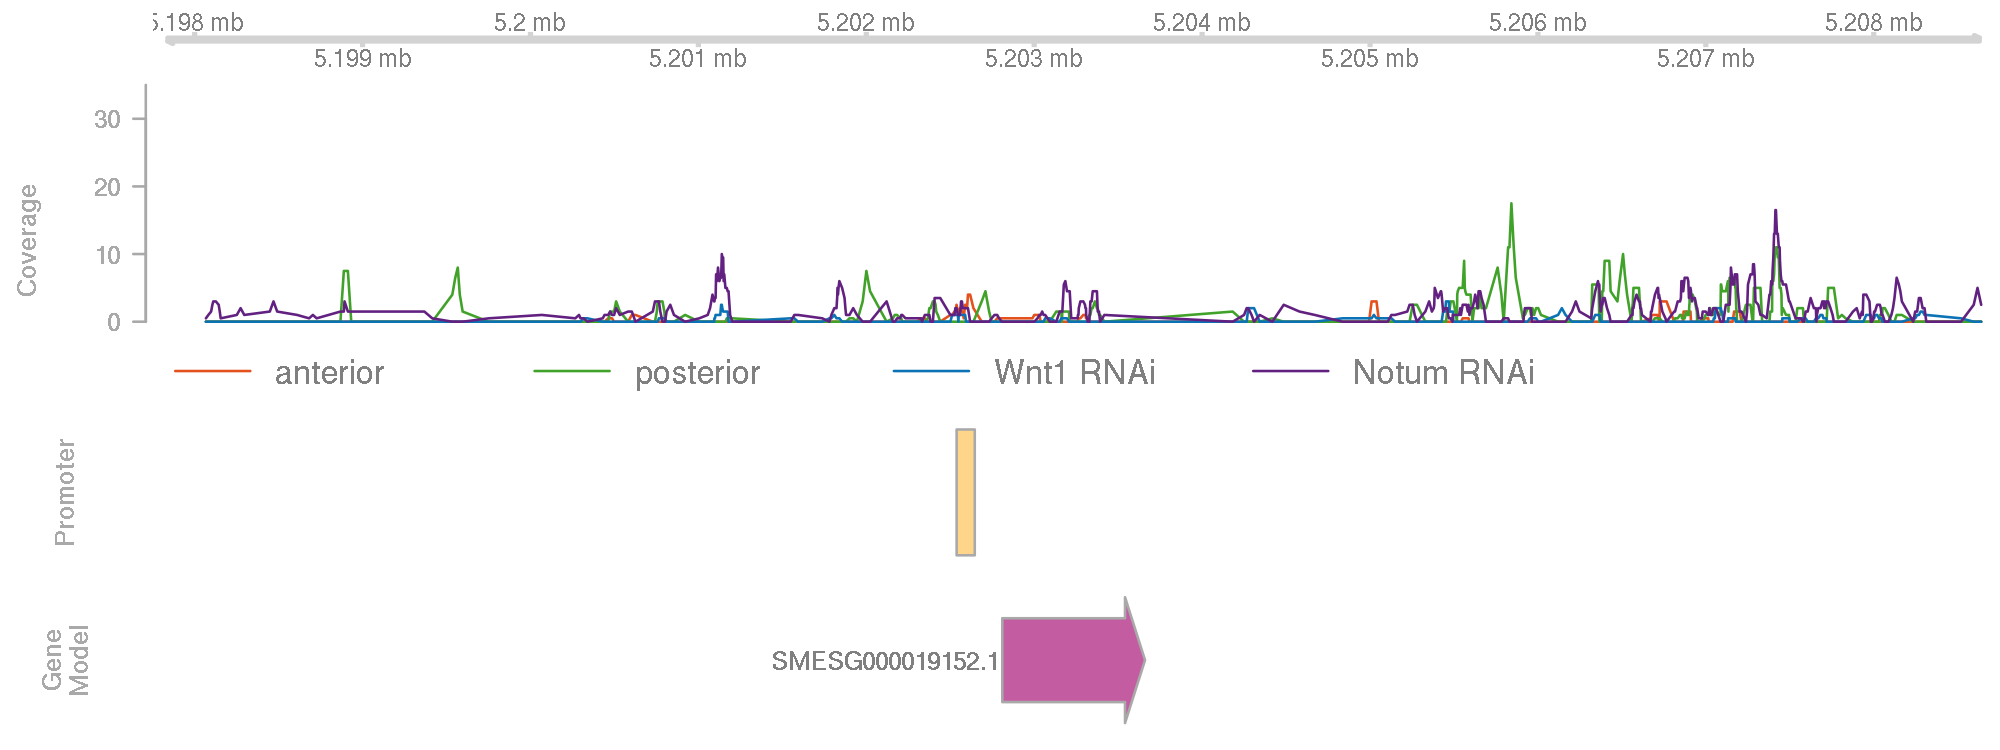 5.198 mb 5.2 mb 5.202 mb 5.204 mb 5.206 mb 5.208 mb
5.199 mb 5.201 mb 5.203 mb 5.205 mb 5.207 mb
Coverage
30
20
10
0
anterior posterior Wnt1 RNAi Notum RNAi
Promoter
Gene
Model
SMESG000019152.1